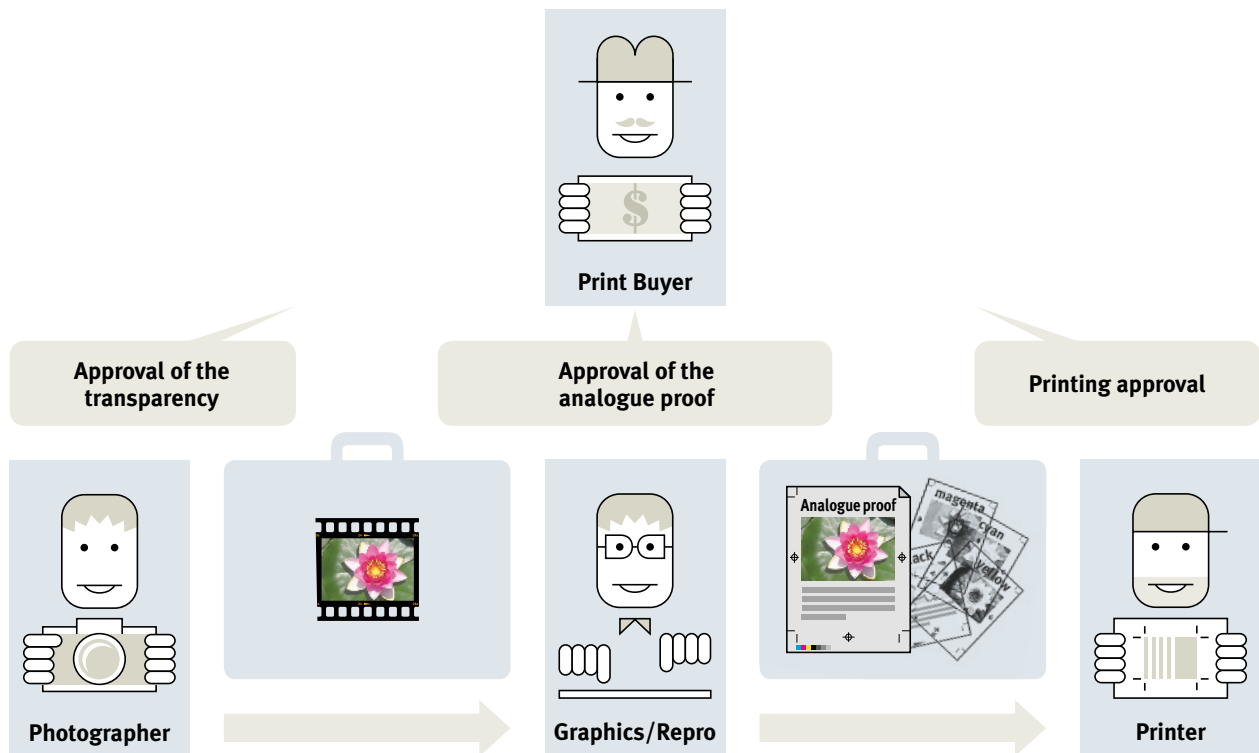 $
Print Buyer
Approval of the
transparency
Approval of the
analogue proof
Printing approval
Analogue proof
magenta
cyan
yellow
Photographer
Graphics/Repro
Printer